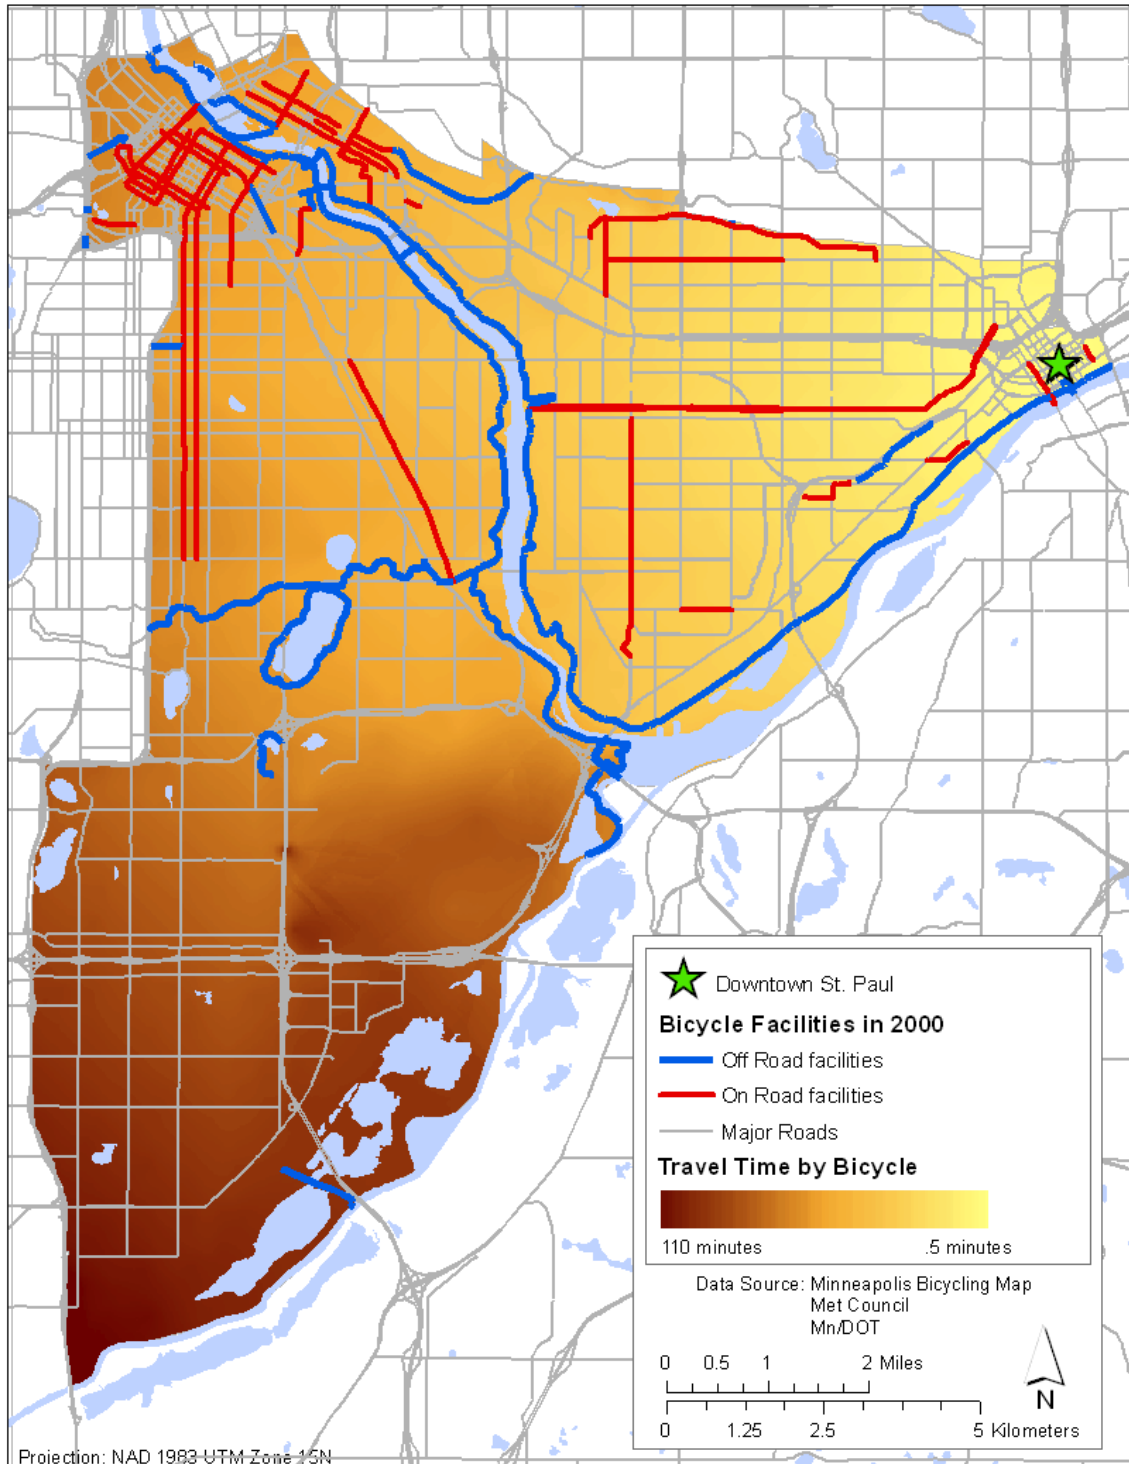 Downtown St. Paul
Bicycle Facilities in 2000
Off Road facilities
On Road facilities
Major Roads
Travel Time by Bicycle
110 minutes .5 minutes
Data Source: Minneapolis Bicycling Map
Met Council
Mn/DOT
0 0.5 1 2 Miles
0 1.25 2.5 5 Kilometers
N
Projection: NAD 1983 UTM Zone 15N